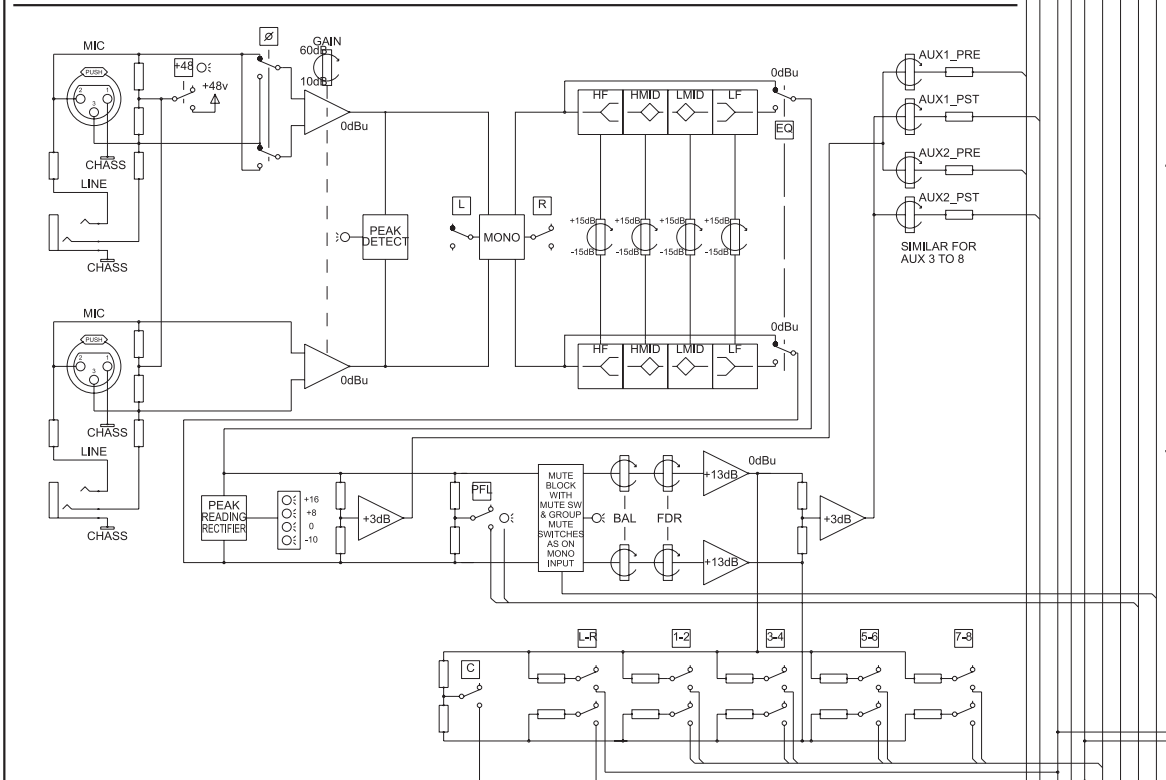 MIC
PUSH
2
1
3
CHASS
LINE
CHASS
+48
+48v
Ø
GAIN
60dB
10dB
0dBu
PEAK
DETECT
L
MONO
R
HF
HMID
LMID
LF
0dBu
EQ
+15dB
-15dB
+15dB
-15dB
+15dB
-15dB
+15dB
-15dB
AUX1_PRE
AUX1_PST
AUX2_PRE
AUX2_PST
SIMILAR FOR
AUX 3 TO 8
MIC
PUSH
2
1
3
CHASS
LINE
CHASS
0dBu
HF
HMID
LMID
LF
0dBu
PEAK
READING
RECTIFIER
+16
+8
0
-10
+3dB
PFL
MUTE
BLOCK
WITH
MUTE SW
& GROUP
MUTE
SWITCHES
AS ON
MONO
INPUT
BAL
FDR
+13dB
0dBu
+13dB
+3dB
C
L-R
1-2
3-4
5-6
7-8